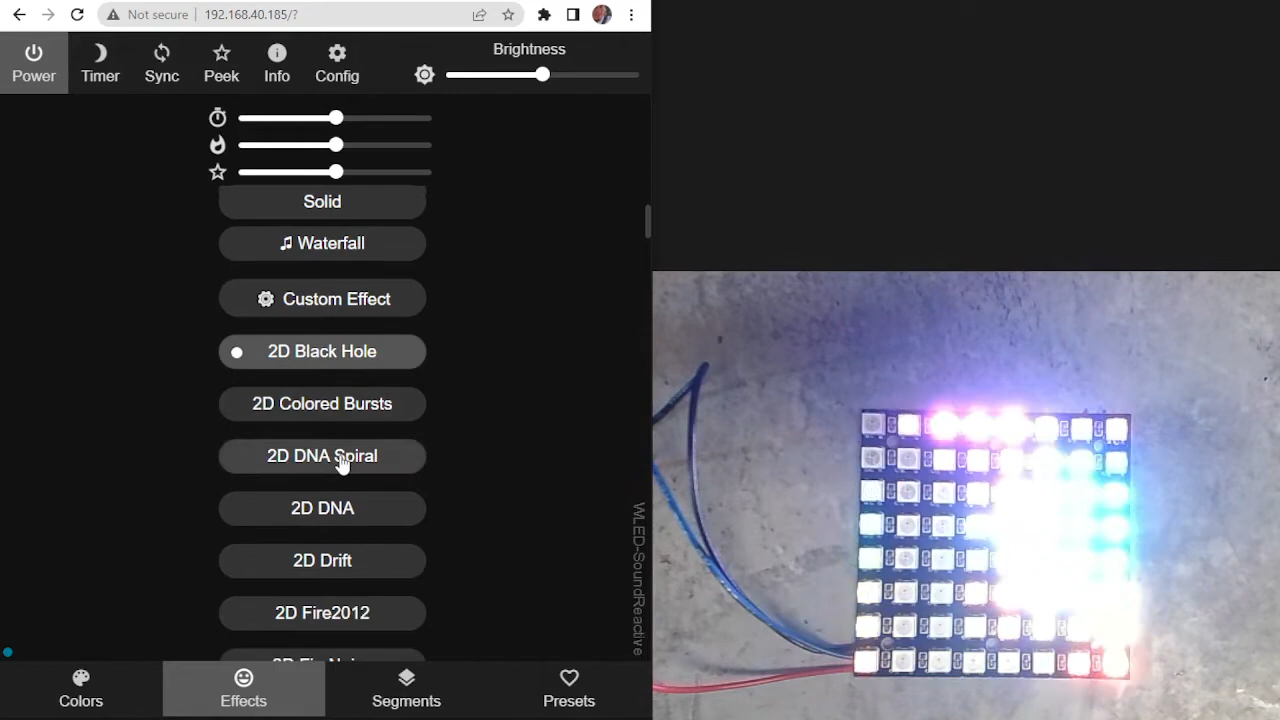 Not secure
192.168.40.185/?
Power
Timer
Sync
Peek
Info
Config
Brightness
Solid
Waterfall
Custom Effect
2D Black Hole
2D Colored Bursts
2D DNA Spiral
2D DNA
2D Drift
2D Fire2012
WLED-SoundReactive
Colors
Effects
Segments
Presets